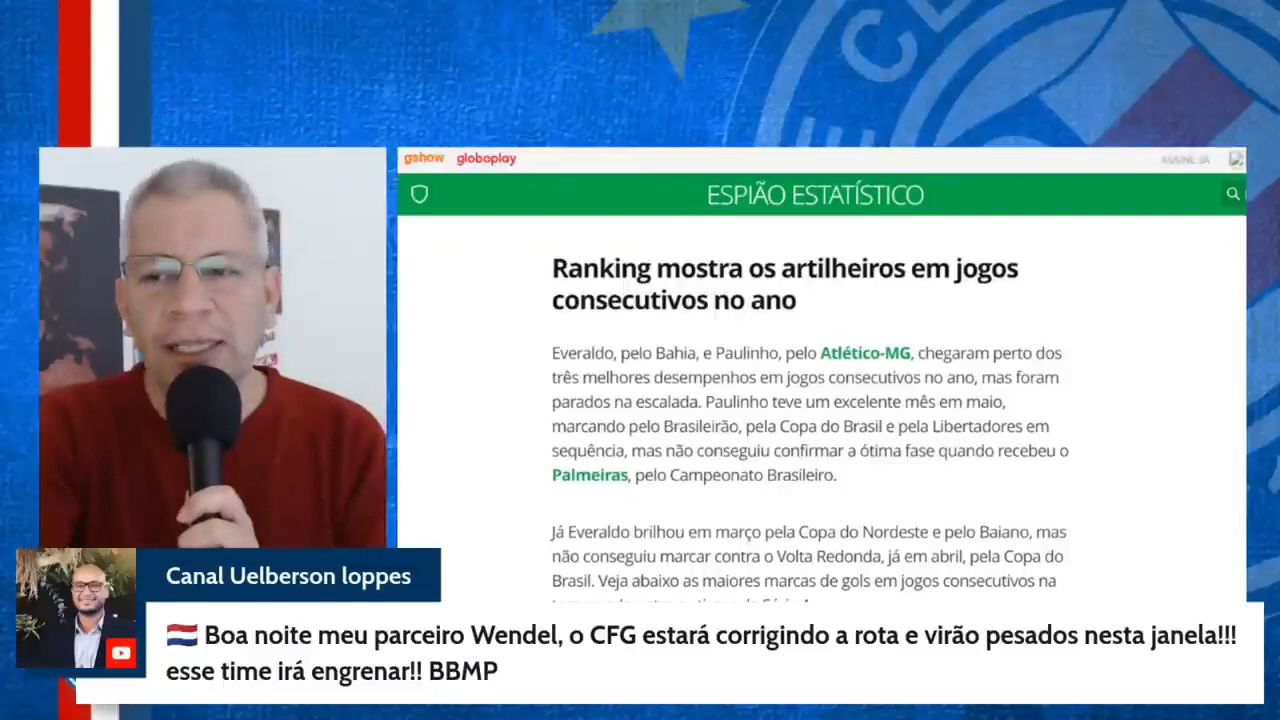 gshow globoplay
ASSINE JÁ
ESPIÃO ESTATÍSTICO
Ranking mostra os artilheiros em jogos
consecutivos no ano
Everaldo, pelo Bahia, e Paulinho, pelo Atlético-MG, chegaram perto dos
três melhores desempenhos em jogos consecutivos no ano, mas foram
parados na escalada. Paulinho teve um excelente mês em maio,
marcando pelo Brasileirão, pela Copa do Brasil e pela Libertadores em
sequência, mas não conseguiu confirmar a ótima fase quando recebeu o
Palmeiras, pelo Campeonato Brasileiro.
Já Everaldo brilhou em março pela Copa do Nordeste e pelo Baiano, mas
não conseguiu marcar contra o Volta Redonda, já em abril, pela Copa do
Brasil. Veja abaixo as maiores marcas de gols em jogos consecutivos na
Canal Uelberson loppes
Boa noite meu parceiro Wendel, o CFG estará corrigindo a rota e virão pesados nesta janela!!!
esse time irá engrenar!! BBMP